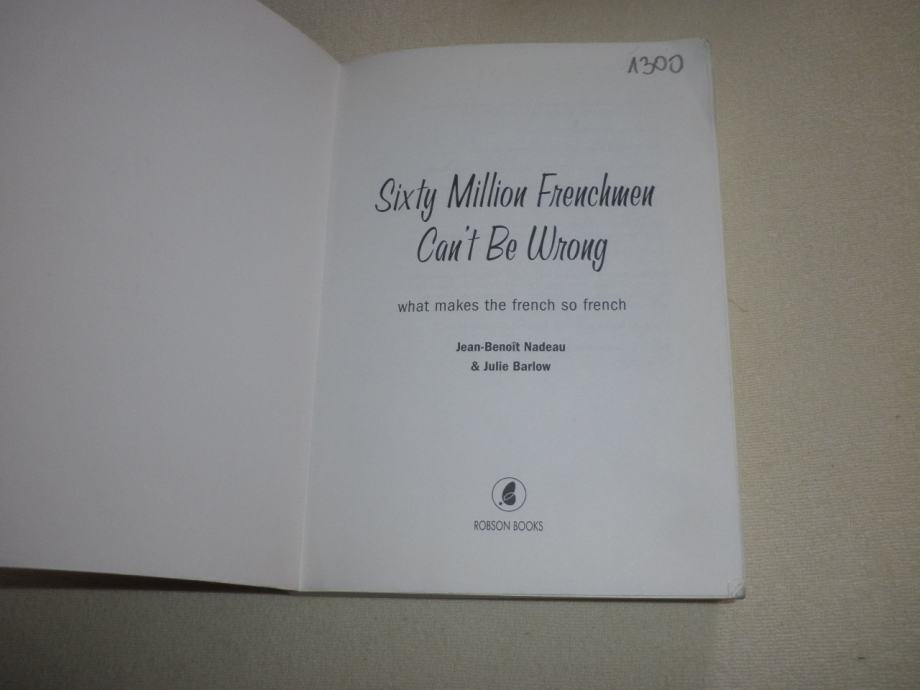 1300
Sixty Million Frenchmen
Can't Be Wrong
what makes the french so french
Jean-Benoît Nadeau
& Julie Barlow
ROBSON BOOKS